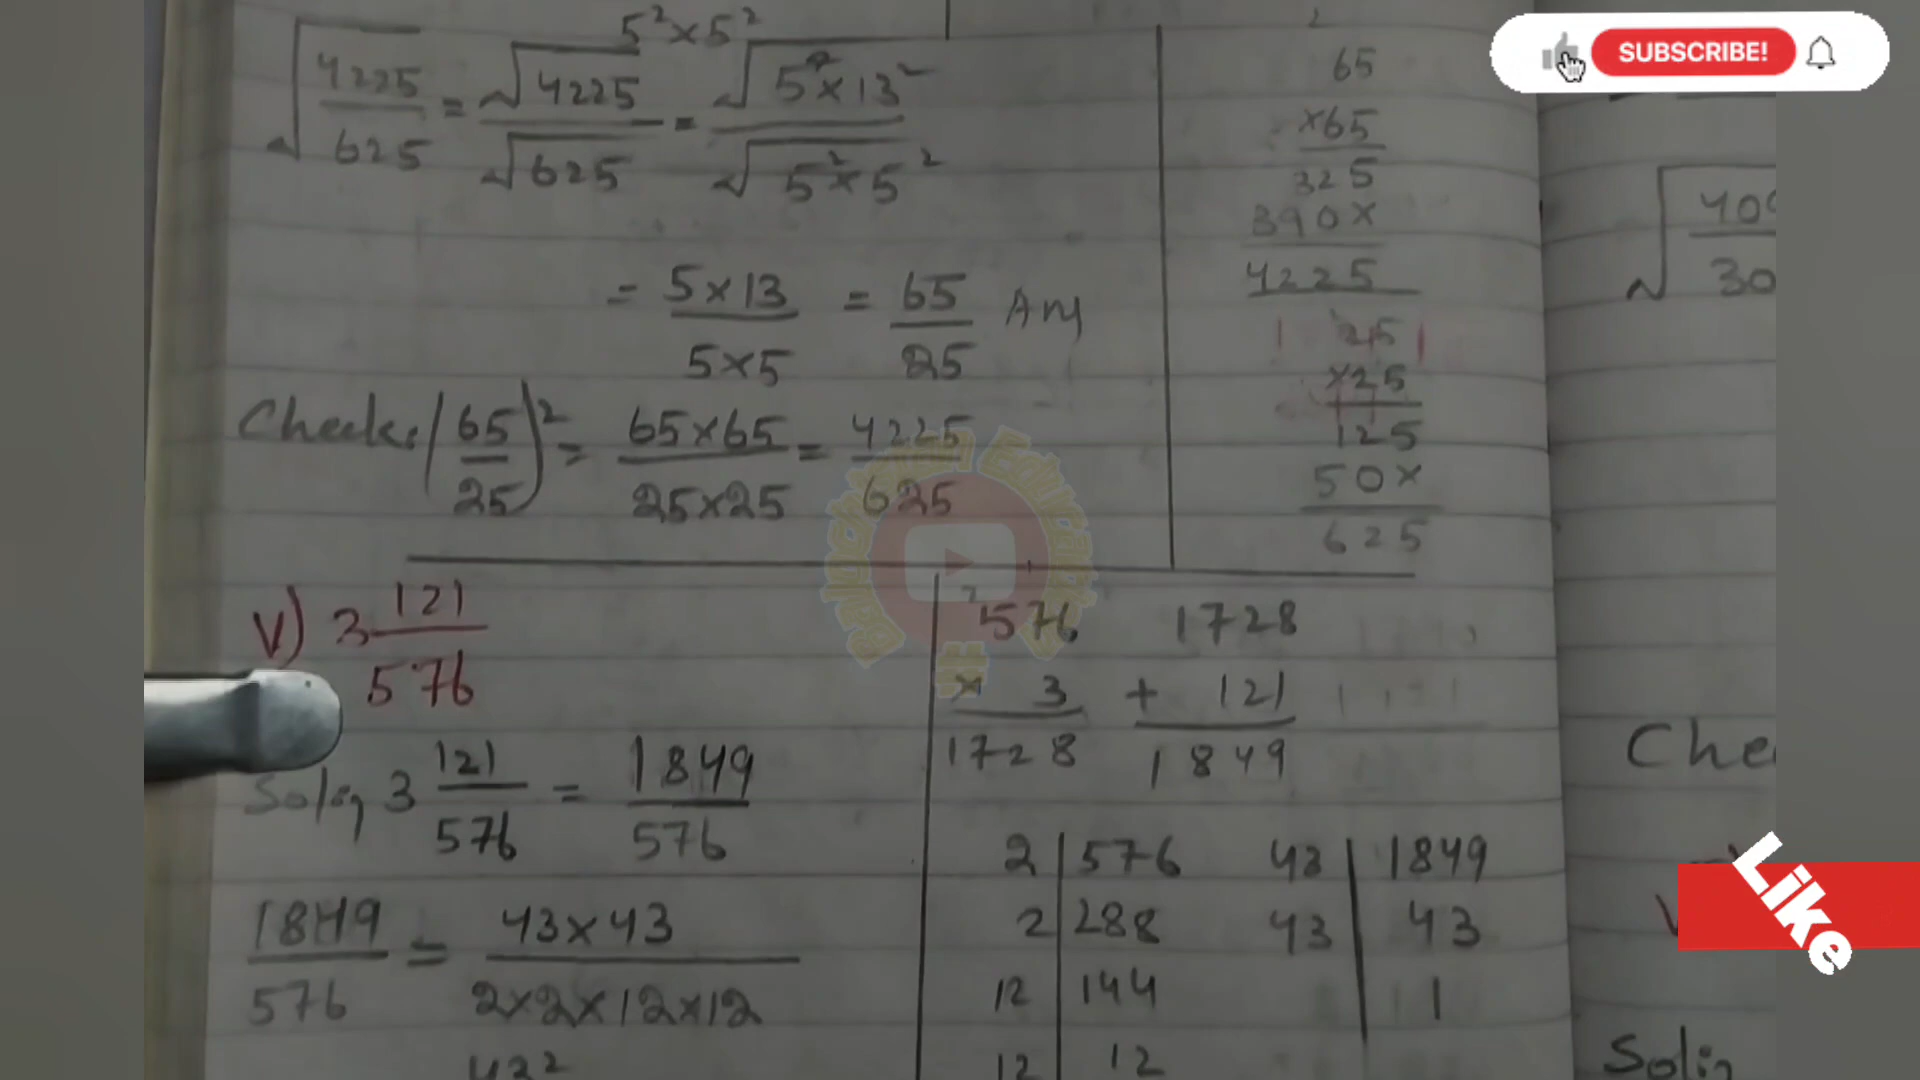 5² × 5²
√4225/625 = √4225/√625 = √5² × 13²/√5² × 5²
= 5 × 13/5 × 5 = 65/25 Ans
Check: (65/25)² = 65 × 65/25 × 25 = 4225/625
65
× 65
325
390×
4225
25
× 25
125
50×
625
V) 3 121/576
Soln, 3 121/576 = 1849/576
1849/576 = 43 × 43/2 × 2 × 12 × 12
43²
576
× 3
1728
1728
+ 121
1849
2 | 576
2 | 288
12 | 144
12 | 12
43 | 1849
43 | 43
1
√
Che
Soln
SUBSCRIBE!
Like